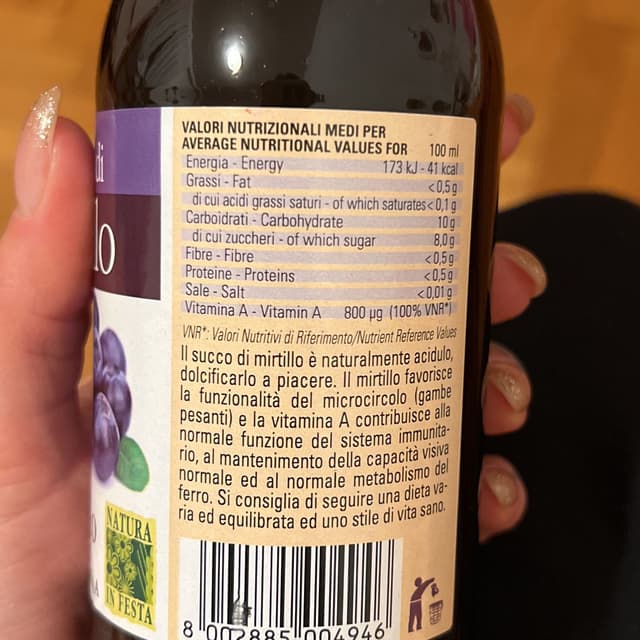 di
lo
VALORI NUTRIZIONALI MEDI PER
AVERAGE NUTRITIONAL VALUES FOR 100 ml
Energia - Energy 173 kJ - 41 kcal
Grassi - Fat <0,5 g
di cui acidi grassi saturi - of which saturates <0,1 g
Carboidrati - Carbohydrate 10 g
di cui zuccheri - of which sugar 8,0 g
Fibre - Fibre <0,5 g
Proteine - Proteins <0,5 g
Sale - Salt <0,01 g
Vitamina A - Vitamin A 800 µg (100% VNR*)
VNR*: Valori Nutritivi di Riferimento/Nutrient Reference Values
Il succo di mirtillo è naturalmente acidulo,
dolcificarlo a piacere. Il mirtillo favorisce
la funzionalità del microcircolo (gambe
pesanti) e la vitamina A contribuisce alla
normale funzione del sistema immunita-
rio, al mantenimento della capacità visiva
normale ed al normale metabolismo del
ferro. Si consiglia di seguire una dieta va-
ria ed equilibrata ed uno stile di vita sano.
O
NATURA
A
IN FESTA
8 002885 004946